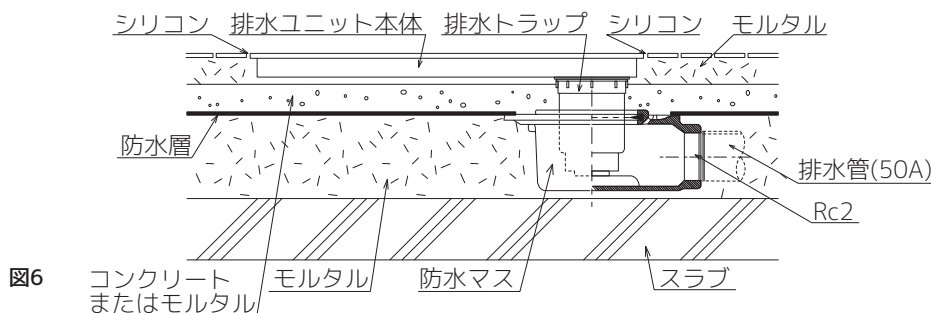 シリコン 排水ユニット本体 排水トラップ シリコン モルタル
防水層
排水管(50A)
Rc2
図6 コンクリート
またはモルタル モルタル 防水マス スラブ